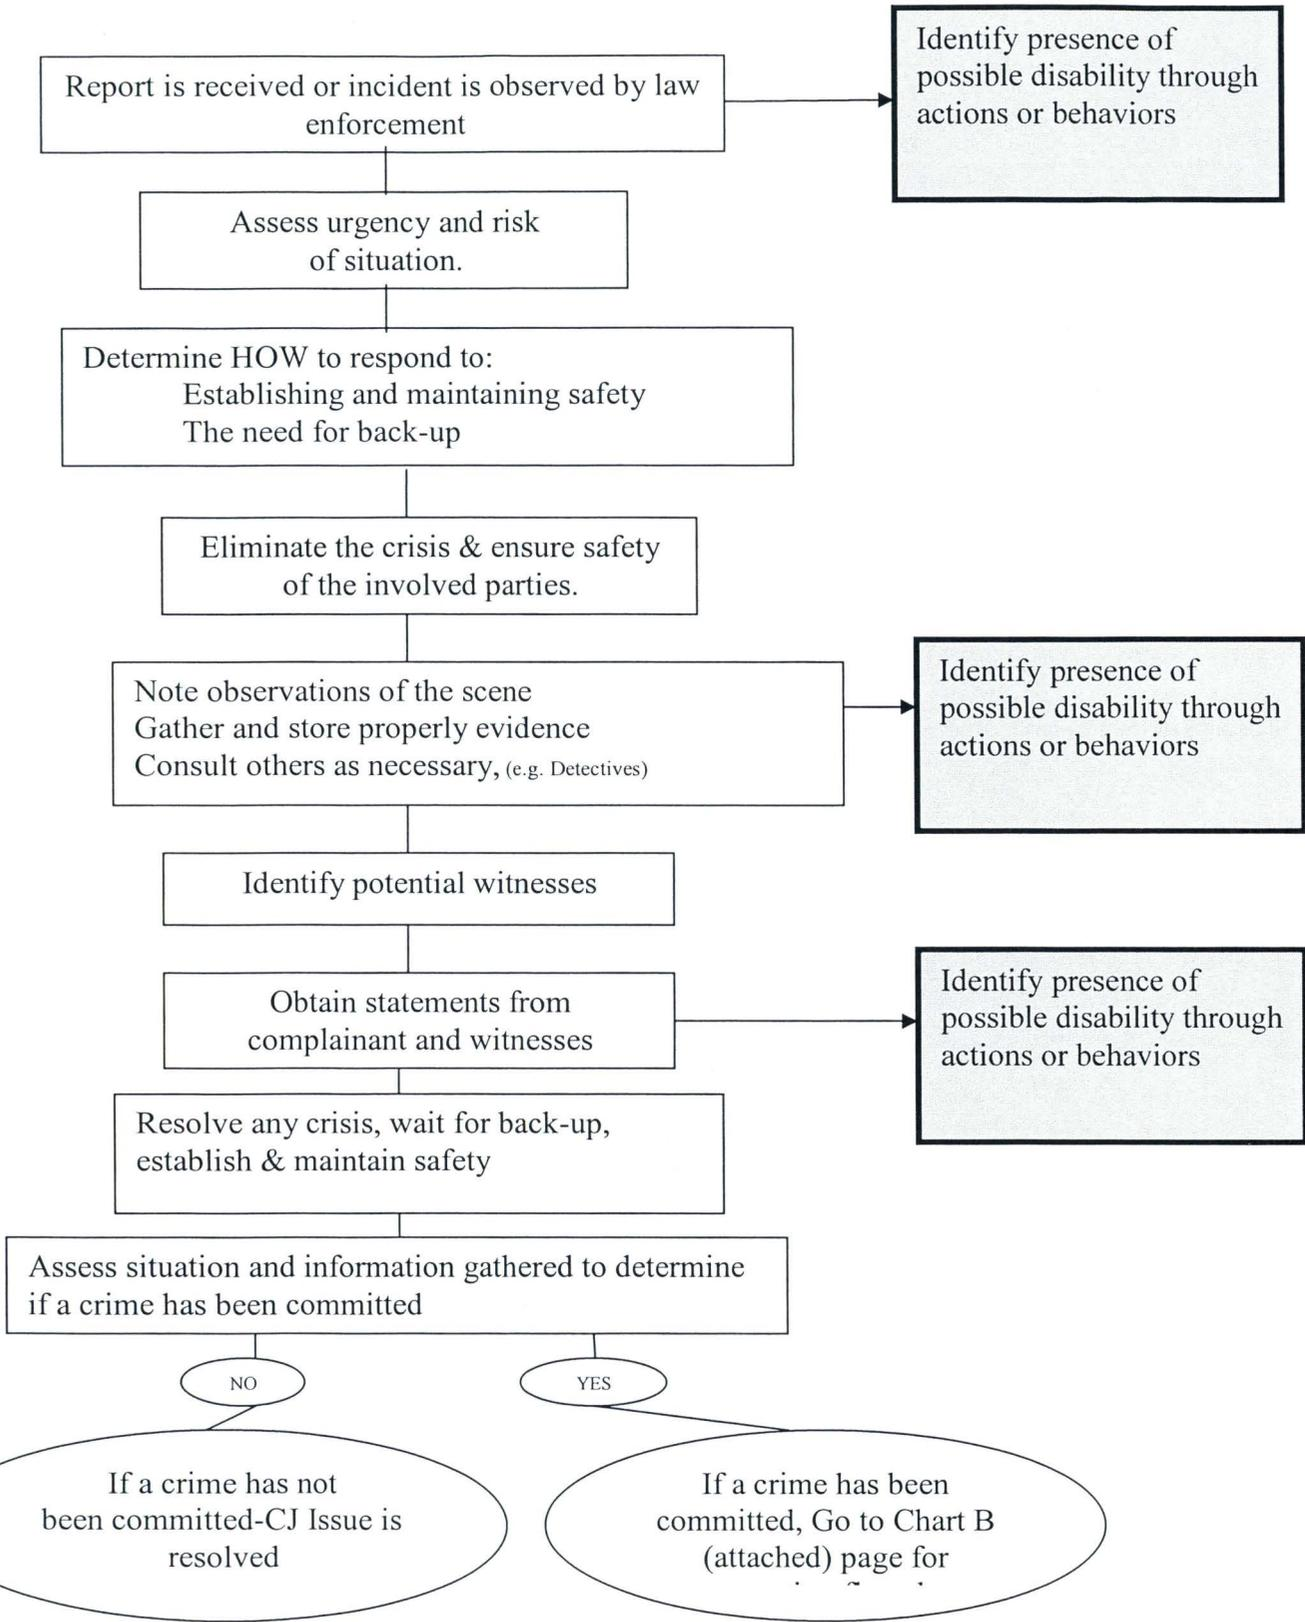 Report is received or incident is observed by law
enforcement
Identify presence of
possible disability through
actions or behaviors
Assess urgency and risk
of situation.
Determine HOW to respond to:
Establishing and maintaining safety
The need for back-up
Eliminate the crisis & ensure safety
of the involved parties.
Note observations of the scene
Gather and store properly evidence
Consult others as necessary, (e.g. Detectives)
Identify presence of
possible disability through
actions or behaviors
Identify potential witnesses
Obtain statements from
complainant and witnesses
Identify presence of
possible disability through
actions or behaviors
Resolve any crisis, wait for back-up,
establish & maintain safety
Assess situation and information gathered to determine
if a crime has been committed
NO
YES
If a crime has not
been committed-CJ Issue is
resolved
If a crime has been
committed, Go to Chart B
(attached) page for